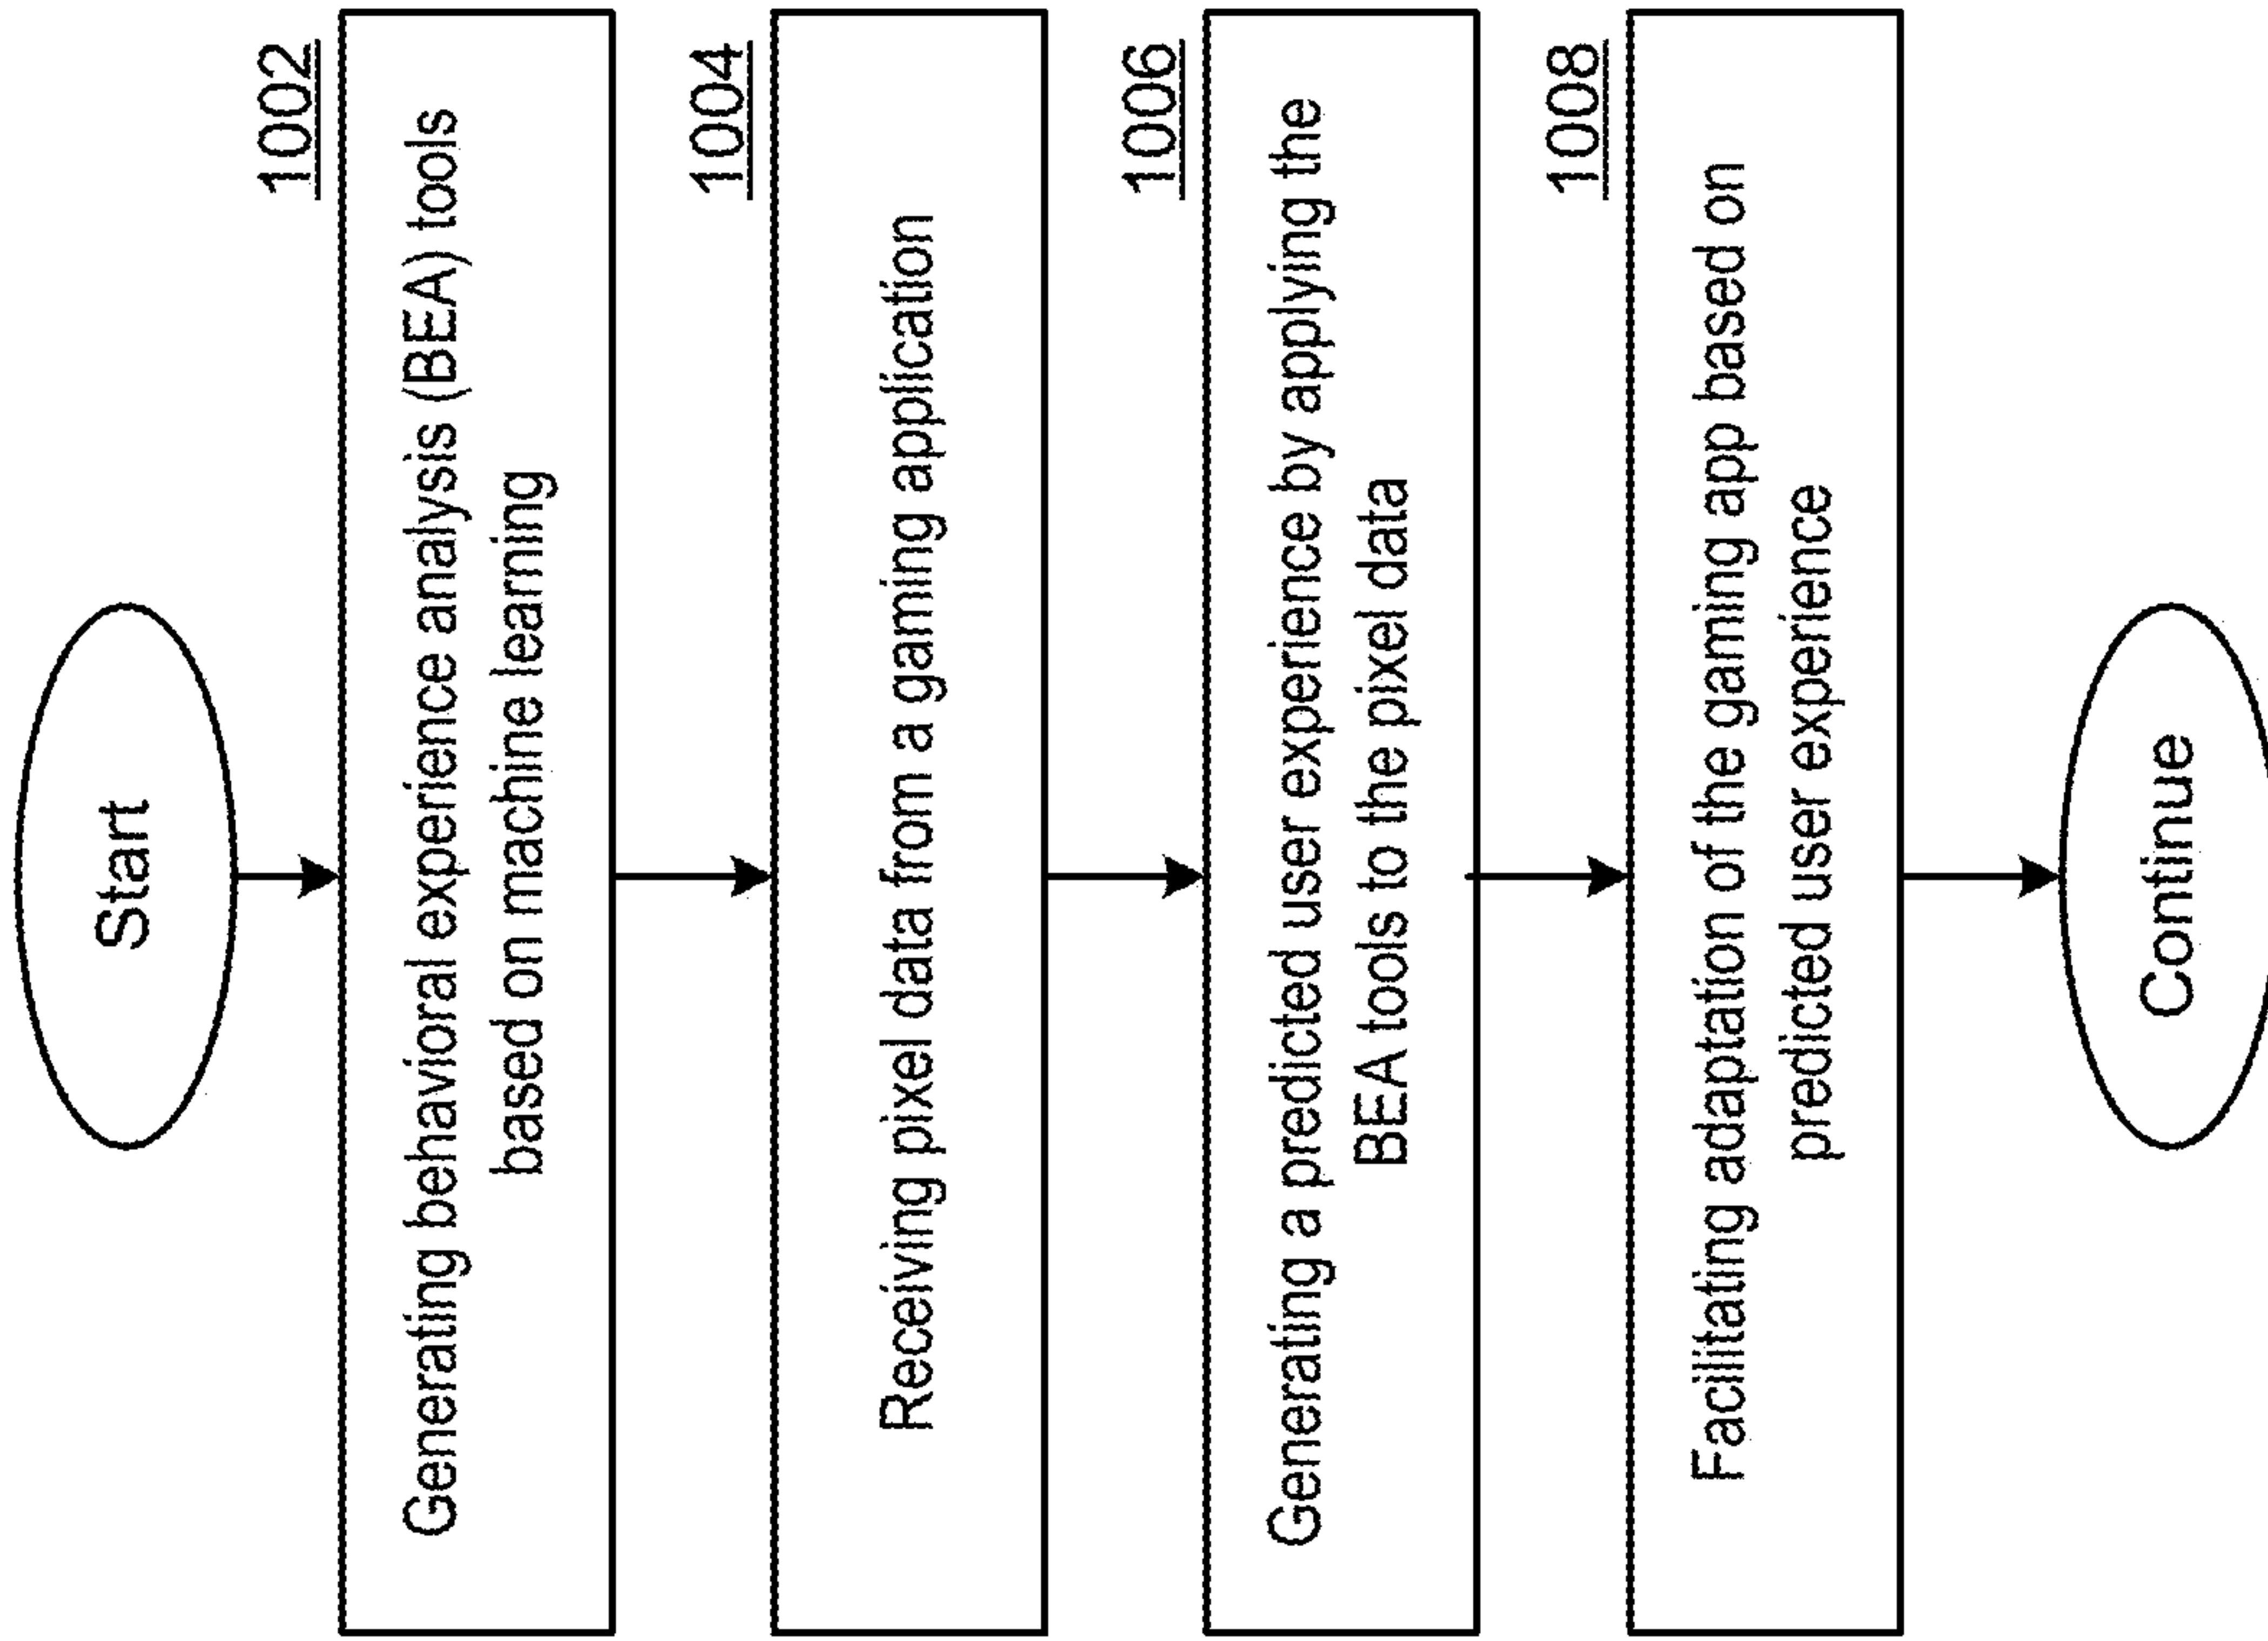 Start
1002
Generating behavioral experience analysis (BEA) tools
based on machine learning
1004
Receiving pixel data from a gaming application
1006
Generating a predicted user experience by applying the
BEA tools to the pixel data
1008
Facilitating adaptation of the gaming app based on
predicted user experience
Continue